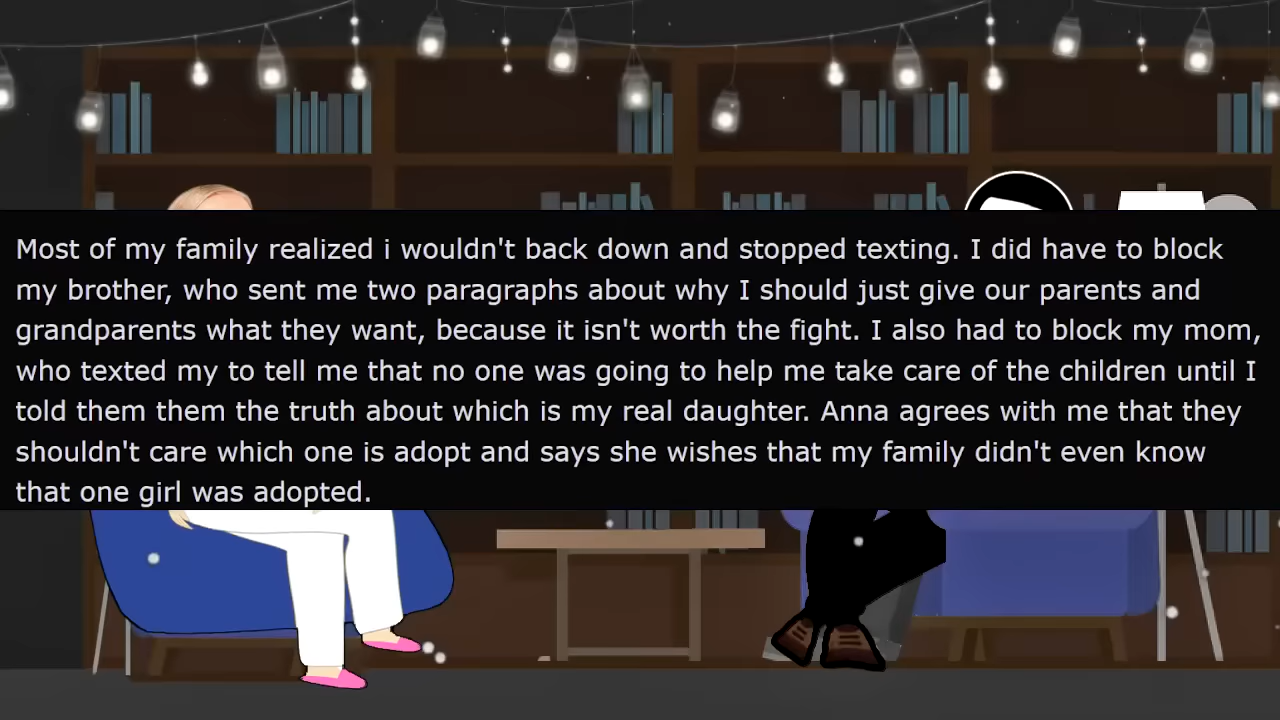 Most of my family realized i wouldn't back down and stopped texting. I did have to block
my brother, who sent me two paragraphs about why I should just give our parents and
grandparents what they want, because it isn't worth the fight. I also had to block my mom,
who texted my to tell me that no one was going to help me take care of the children until I
told them them the truth about which is my real daughter. Anna agrees with me that they
shouldn't care which one is adopt and says she wishes that my family didn't even know
that one girl was adopted.